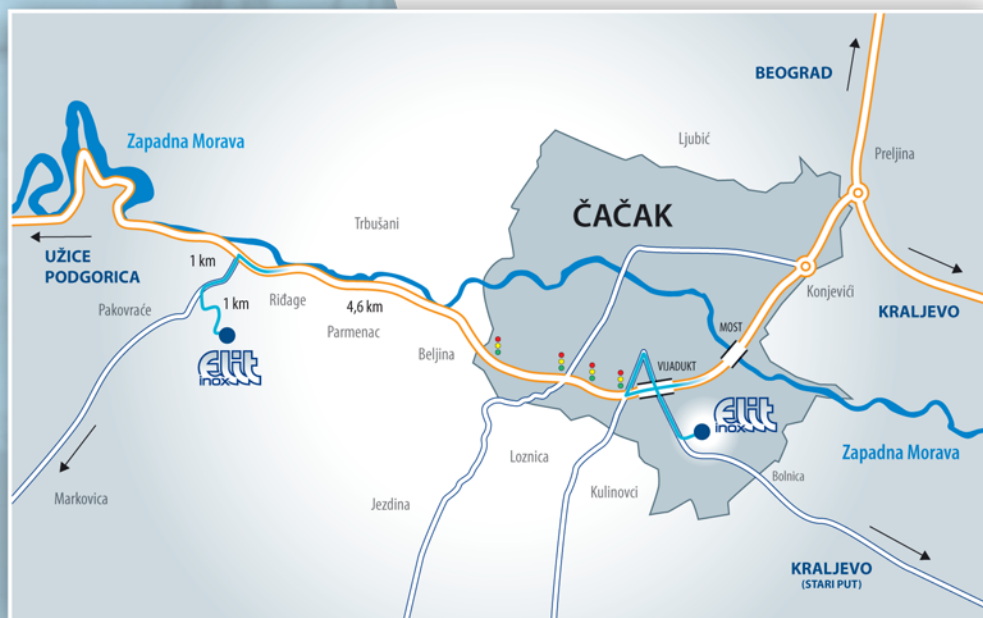 BEOGRAD
Ljubić
Zapadna Morava
Preljina
ČAČAK
Trbušani
UŽICE
PODGORICA
1 km
Riđage
Konjevići
Pakovraće
1 km
4,6 km
KRALJEVO
Parmenac
MOST
Beljina
VIJADUKT
Elit
inox
Elit
inox
Zapadna Morava
Loznica
Bolnica
Markovica
Jezdina
Kulinovci
KRALJEVO
(STARI PUT)